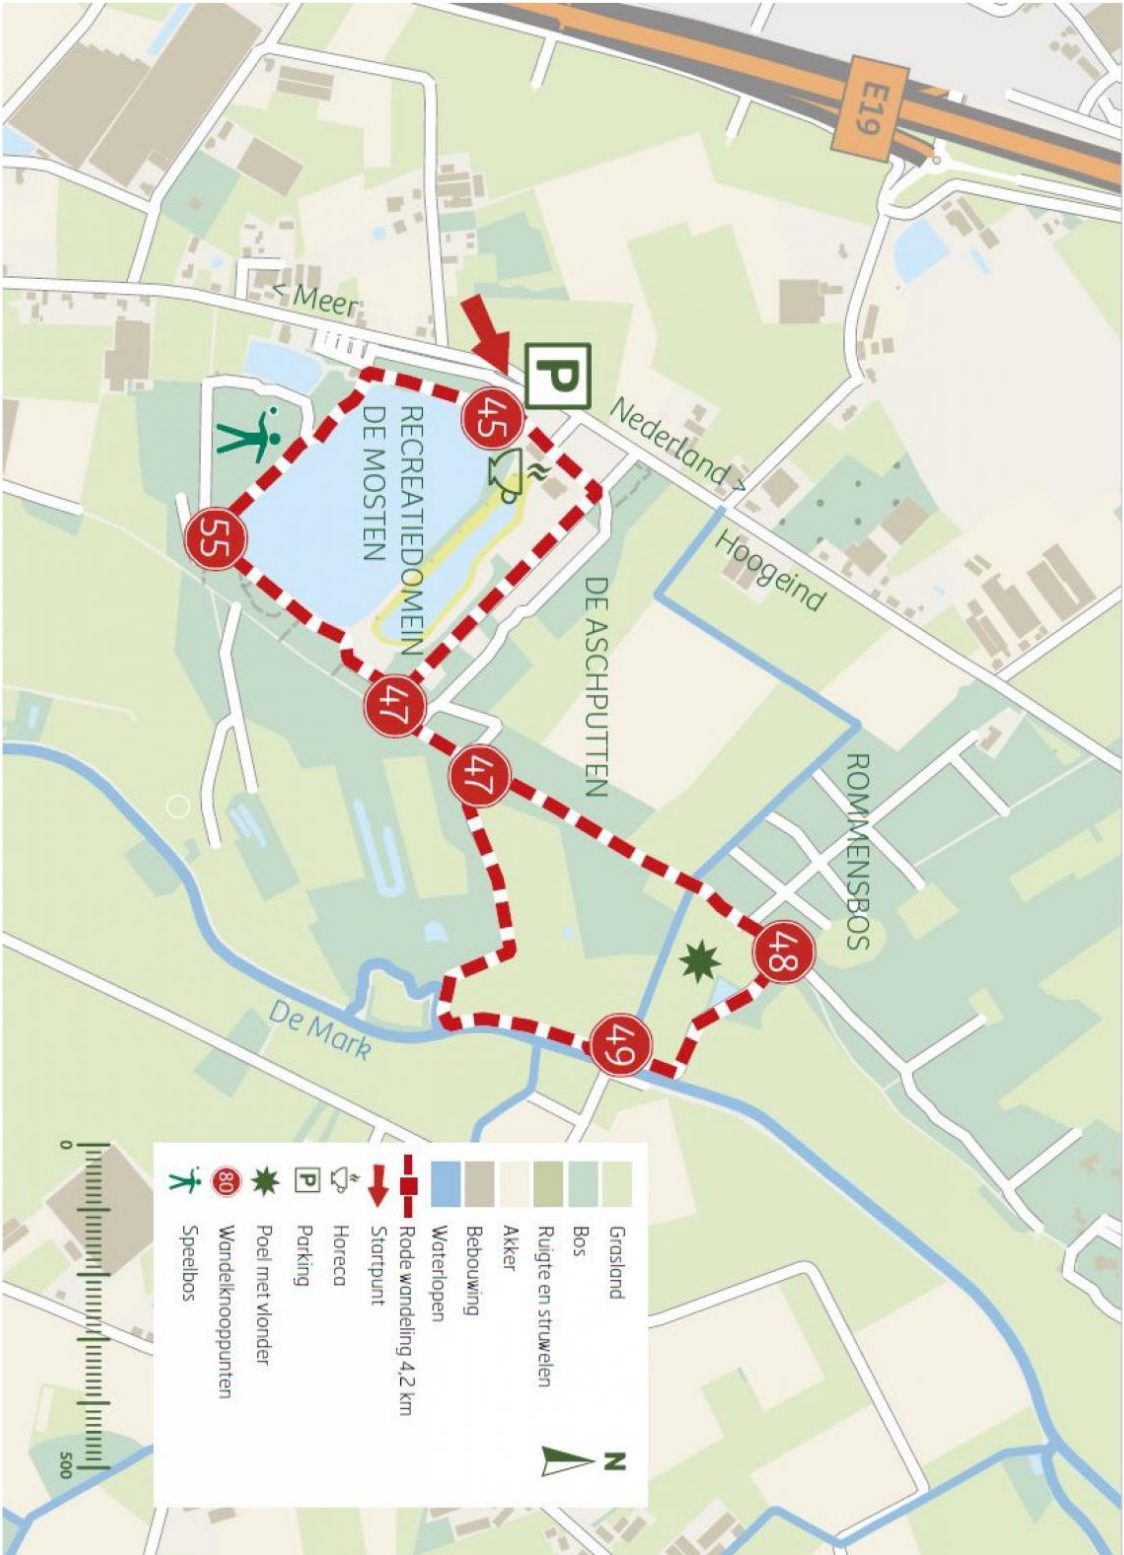 E19
< Meer
P
Nederland >
Hoogeind
45
RECREATIEDOMEIN
DE MOSTEN
DE ASCHPUTTEN
55
47
47
ROMMENSBOS
48
49
De Mark
Grasland
Bos
Ruigte en struwelen
Akker
Bebouwing
Waterlopen
Rode wandeling 4,2 km
Startpunt
Horeca
P Parking
Poel met vlonder
80 Wandelknooppunten
Speelbos
N
0 500